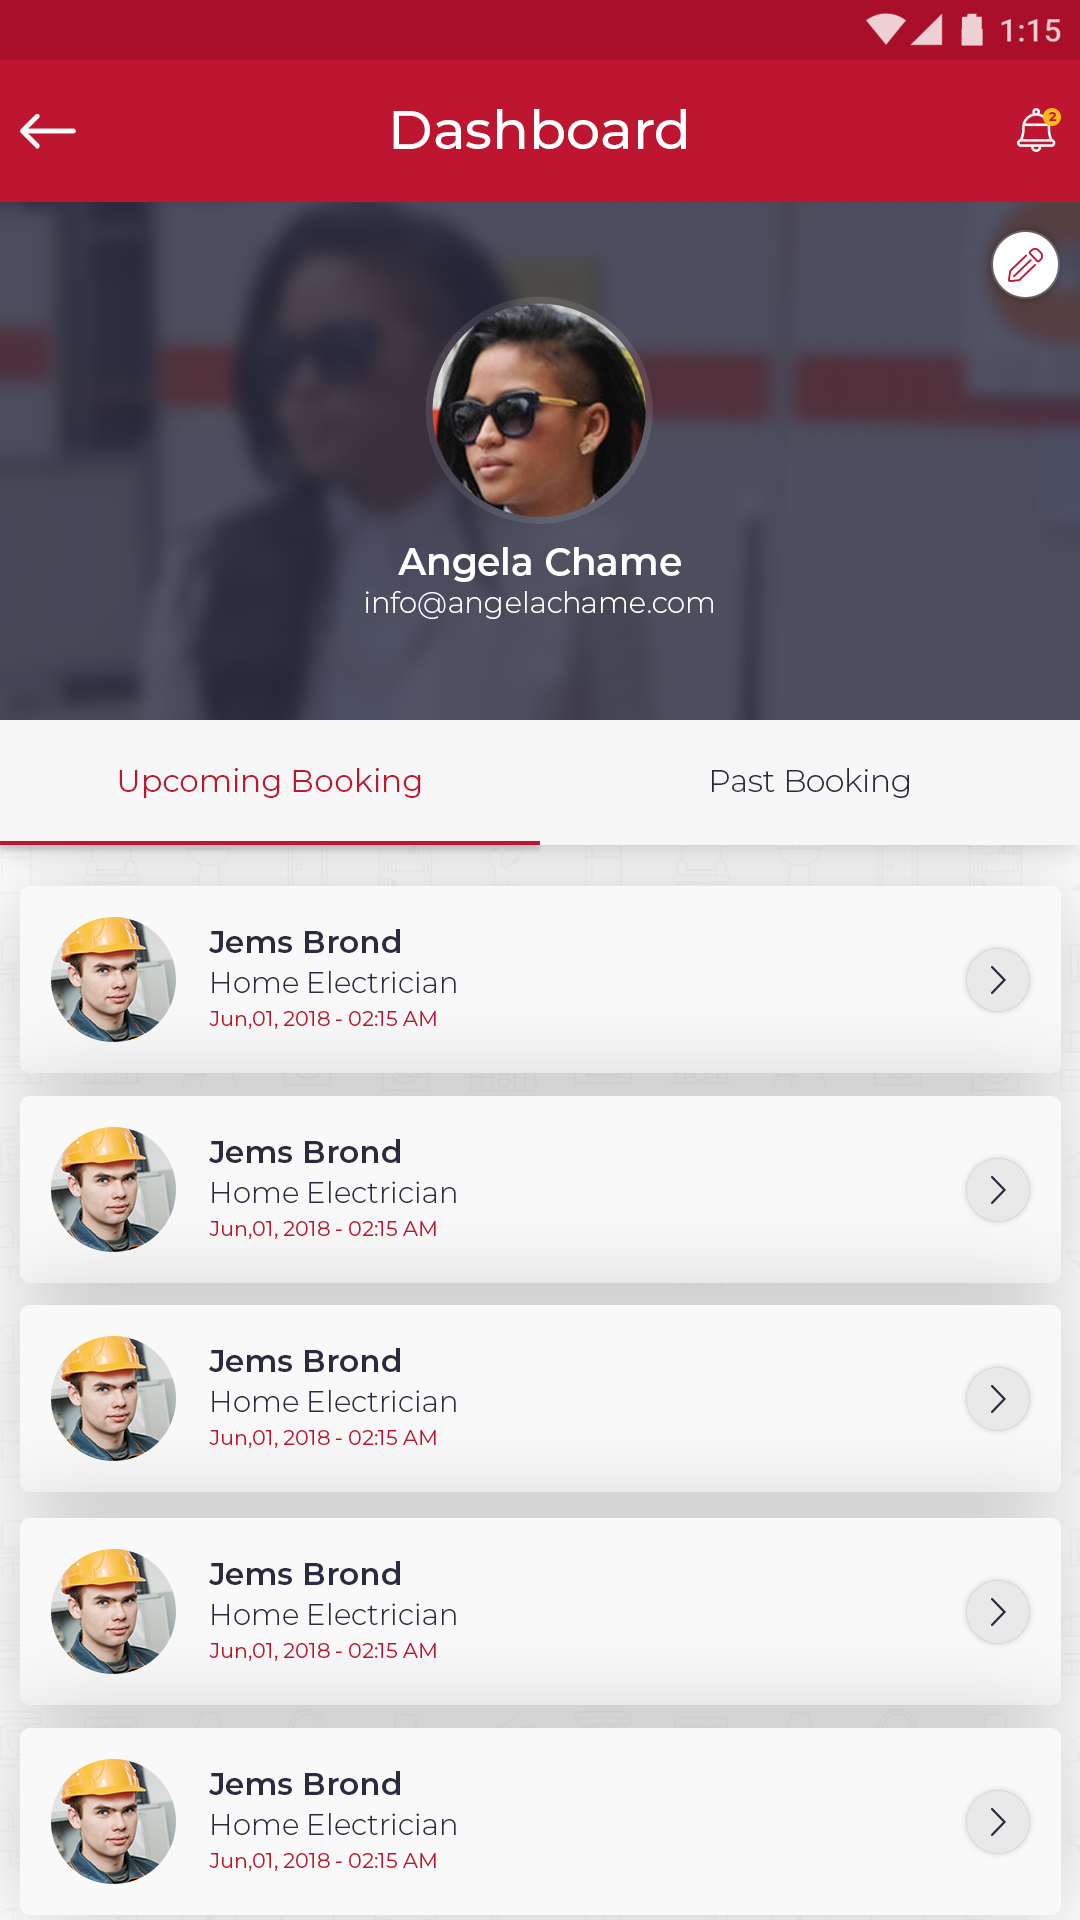 1:15
Dashboard
2
Angela Chame
info@angelachame.com
Upcoming Booking
Past Booking
Jems Brond
Home Electrician
Jun,01, 2018 - 02:15 AM
Jems Brond
Home Electrician
Jun,01, 2018 - 02:15 AM
Jems Brond
Home Electrician
Jun,01, 2018 - 02:15 AM
Jems Brond
Home Electrician
Jun,01, 2018 - 02:15 AM
Jems Brond
Home Electrician
Jun,01, 2018 - 02:15 AM